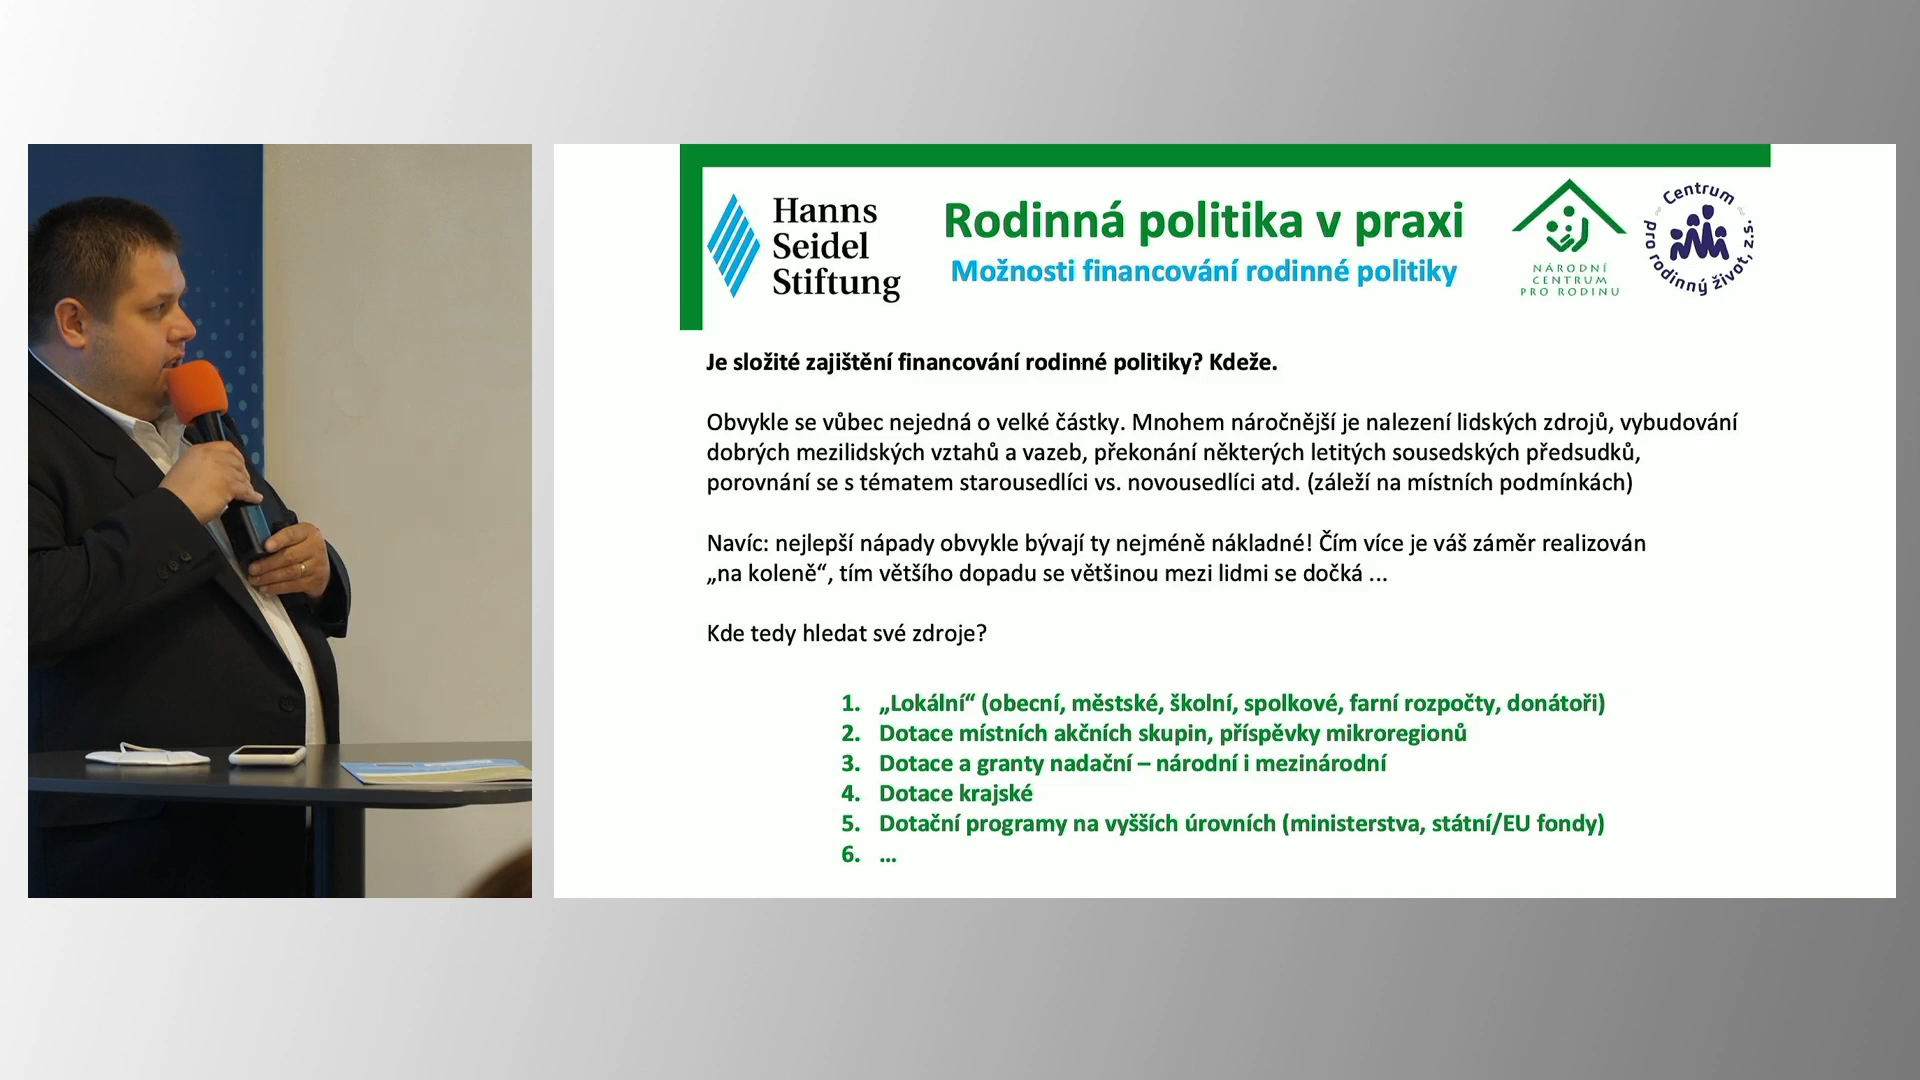 Hanns
Seidel
Stiftung
Rodinná politika v praxi
Možnosti financování rodinné politiky
NÁRODNÍ
CENTRUM
PRO RODINU
Centrum
pro rodinný život, z.s.
Je složité zajištění financování rodinné politiky? Kdeže.
Obvykle se vůbec nejedná o velké částky. Mnohem náročnější je nalezení lidských zdrojů, vybudování
dobrých mezilidských vztahů a vazeb, překonání některých letitých sousedských předsudků,
porovnání se s tématem starousedlíci vs. novousedlíci atd. (záleží na místních podmínkách)
Navíc: nejlepší nápady obvykle bývají ty nejméně nákladné! Čím více je váš záměr realizován
„na koleně“, tím většího dopadu se většinou mezi lidmi se dočká ...
Kde tedy hledat své zdroje?
1. „Lokální“ (obecní, městské, školní, spolkové, farní rozpočty, donátoři)
2. Dotace místních akčních skupin, příspěvky mikroregionů
3. Dotace a granty nadační – národní i mezinárodní
4. Dotace krajské
5. Dotační programy na vyšších úrovních (ministerstva, státní/EU fondy)
6. ...